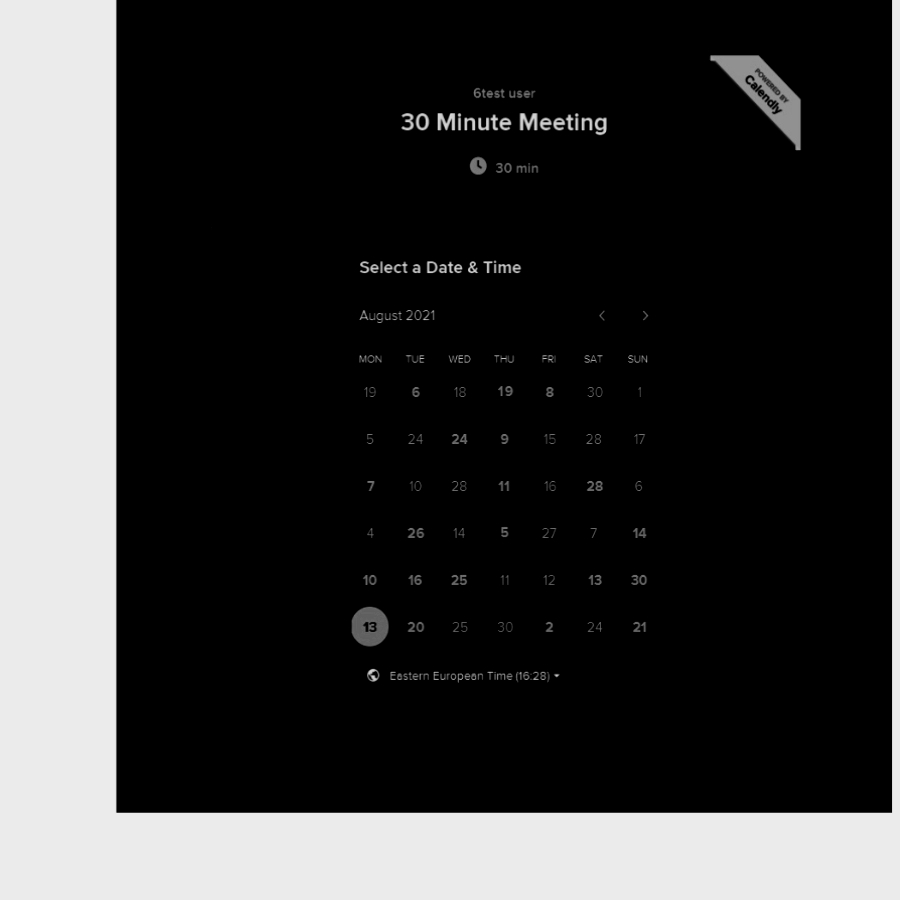 6test user
30 Minute Meeting
30 min
POWERED BY
Calendly
Select a Date & Time
August 2021
MON TUE WED THU FRI SAT SUN
19 6 18 19 8 30 1
5 24 24 9 15 28 17
7 10 28 11 16 28 6
4 26 14 5 27 7 14
10 16 25 11 12 13 30
13 20 25 30 2 24 21
Eastern European Time (16:28)